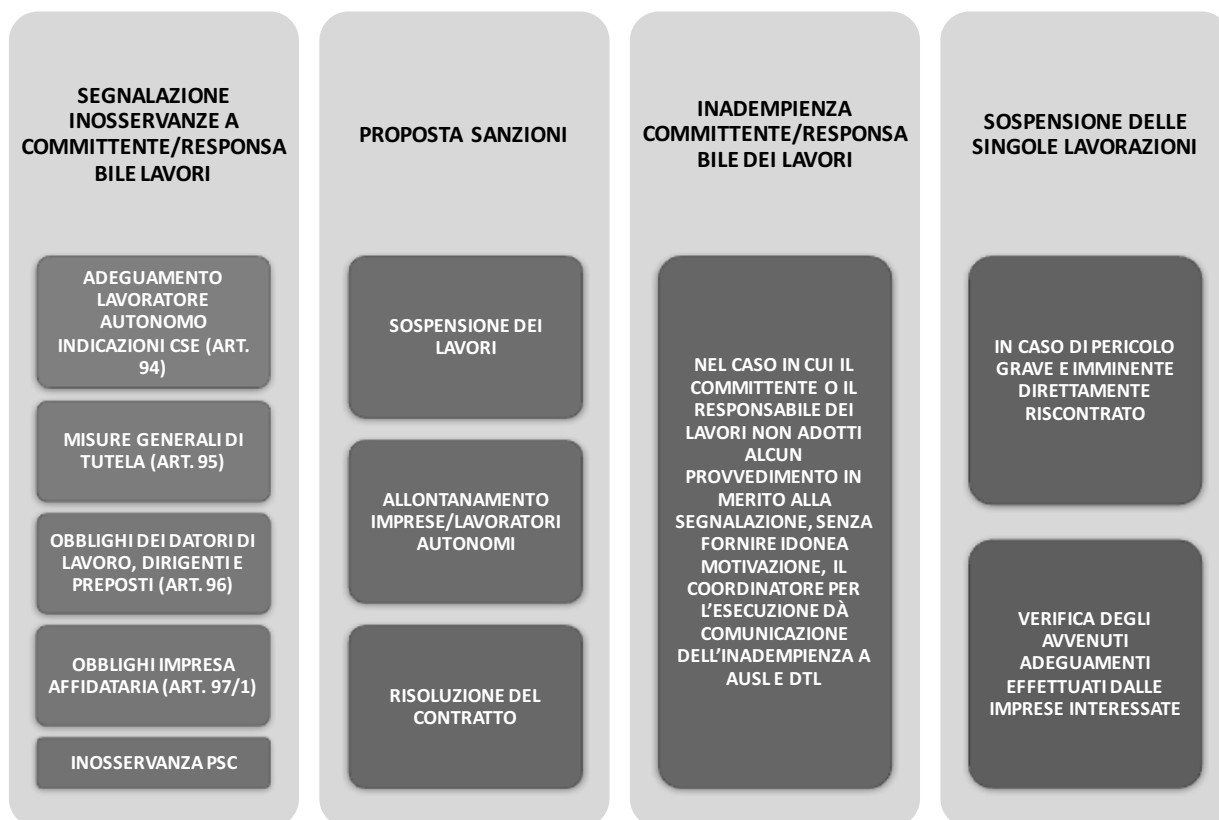 SEGNALAZIONE
INOSSERVANZE A
COMMITTENTE/RESPONSA
BILE LAVORI
ADEGUAMENTO
LAVORATORE
AUTONOMO
INDICAZIONI CSE (ART.
94)
MISURE GENERALI DI
TUTELA (ART. 95)
OBBLIGHI DEI DATORI DI
LAVORO, DIRIGENTI E
PREPOSTI (ART. 96)
OBBLIGHI IMPRESA
AFFIDATARIA (ART. 97/1)
INOSSERVANZA PSC
PROPOSTA SANZIONI
SOSPENSIONE DEI
LAVORI
ALLONTANAMENTO
IMPRESE/LAVORATORI
AUTONOMI
RISOLUZIONE DEL
CONTRATTO
INADEMPIENZA
COMMITTENTE/RESPONSA
BILE DEI LAVORI
NEL CASO IN CUI IL
COMMITTENTE O IL
RESPONSABILE DEI
LAVORI NON ADOTTI
ALCUN
PROVVEDIMENTO IN
MERITO ALLA
SEGNALAZIONE, SENZA
FORNIRE IDONEA
MOTIVAZIONE, IL
COORDINATORE PER
L'ESECUZIONE DÀ
COMUNICAZIONE
DELL'INADEMPIENZA A
AUSL E DTL
SOSPENSIONE DELLE
SINGOLE LAVORAZIONI
IN CASO DI PERICOLO
GRAVE E IMMINENTE
DIRETTAMENTE
RISCONTRATO
VERIFICA DEGLI
AVVENUTI
ADEGUAMENTI
EFFETTUATI DALLE
IMPRESE INTERESSATE